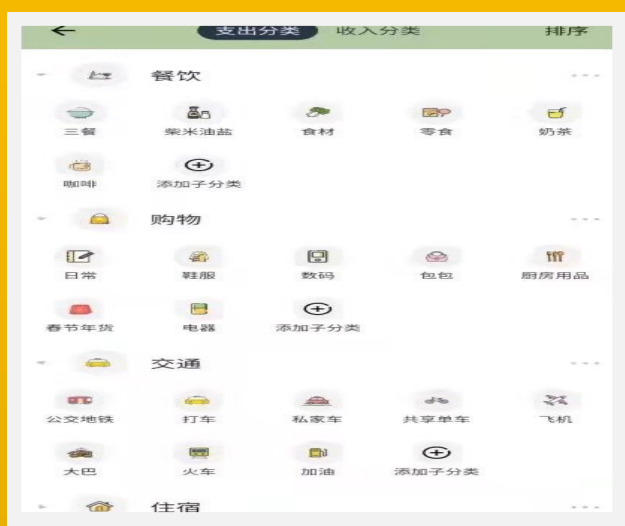 支出分类 收入分类 排序
餐饮
三餐 柴米油盐 食材 零食 奶茶
咖啡 添加子分类
购物
日常 鞋服 数码 包包 厨房用品
春节年货 电器 添加子分类
交通
公交地铁 打车 私家车 共享单车 飞机
大巴 火车 加油 添加子分类
住宿